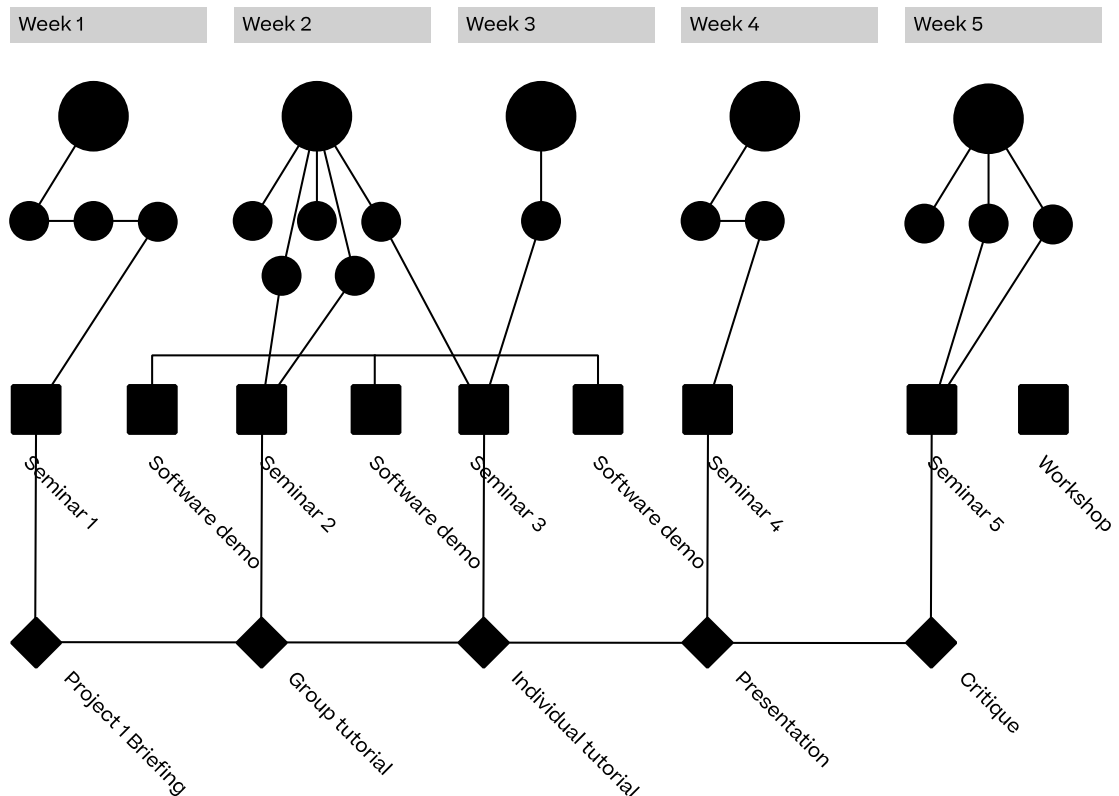 Week 1
Week 2
Week 3
Week 4
Week 5
Seminar 1
Software demo
Seminar 2
Software demo
Seminar 3
Software demo
Seminar 4
Seminar 5
Workshop
Project 1 Briefing
Group tutorial
Individual tutorial
Presentation
Critique